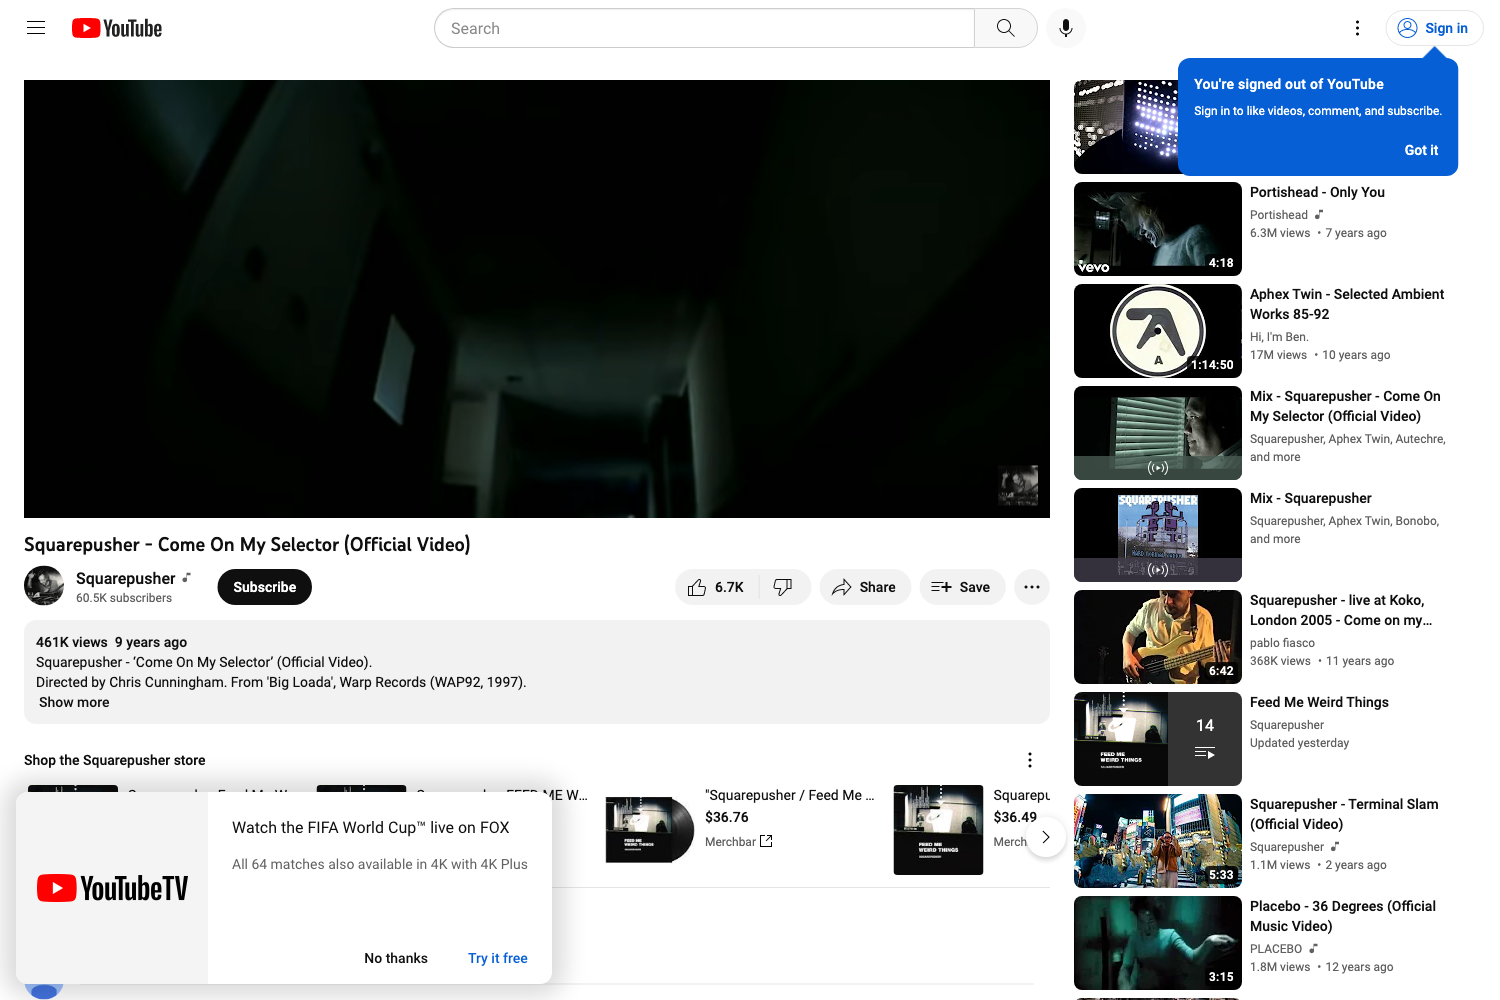 YouTube
Search
Sign in
You're signed out of YouTube
Sign in to like videos, comment, and subscribe.
Got it
Squarepusher - Come On My Selector (Official Video)
Squarepusher
60.5K subscribers
Subscribe
6.7K
Share
Save
461K views 9 years ago
Squarepusher - ‘Come On My Selector’ (Official Video).
Directed by Chris Cunningham. From 'Big Loada', Warp Records (WAP92, 1997).
Show more
Shop the Squarepusher store
"Squarepusher / Feed Me ...
$36.76
Merchbar
FEED ME
WEIRD THINGS
Squarepu
$36.49
Merch
FEED ME
WEIRD THINGS
YouTubeTV
Watch the FIFA World Cup™ live on FOX
All 64 matches also available in 4K with 4K Plus
No thanks
Try it free
Portishead - Only You
Portishead
6.3M views • 7 years ago
vevo
4:18
Aphex Twin - Selected Ambient
Works 85-92
Hi, I'm Ben.
17M views • 10 years ago
A
1:14:50
Mix - Squarepusher - Come On
My Selector (Official Video)
Squarepusher, Aphex Twin, Autechre,
and more
Mix - Squarepusher
Squarepusher, Aphex Twin, Bonobo,
and more
SQUAREPUSHER
Squarepusher - live at Koko,
London 2005 - Come on my...
pablo fiasco
368K views • 11 years ago
6:42
Feed Me Weird Things
Squarepusher
Updated yesterday
14
FEED ME
WEIRD THINGS
Squarepusher - Terminal Slam
(Official Video)
Squarepusher
1.1M views • 2 years ago
5:33
Placebo - 36 Degrees (Official
Music Video)
PLACEBO
1.8M views • 12 years ago
3:15